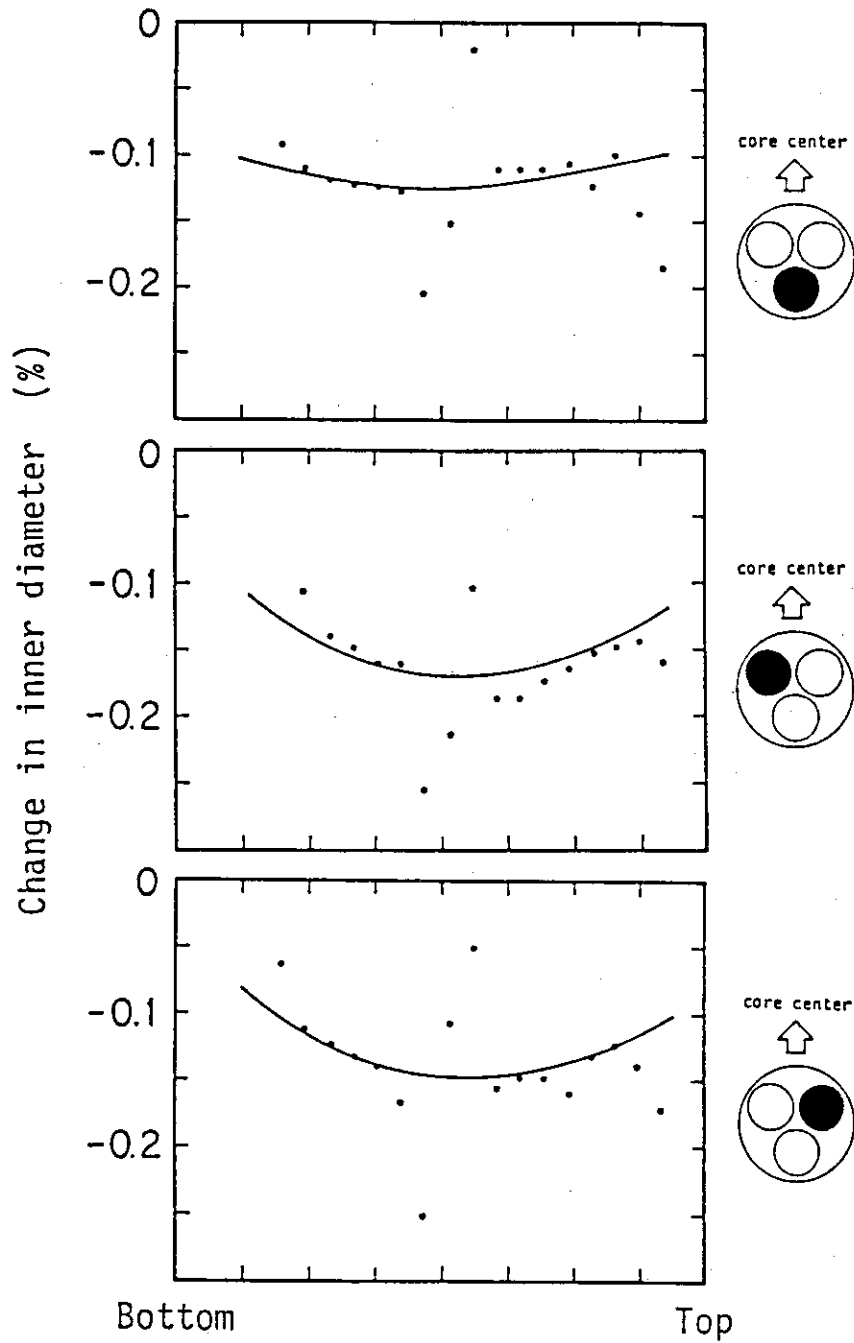 Change in inner diameter (%)
0
-0.1
-0.2
core center
0
-0.1
-0.2
core center
0
-0.1
-0.2
core center
Bottom Top